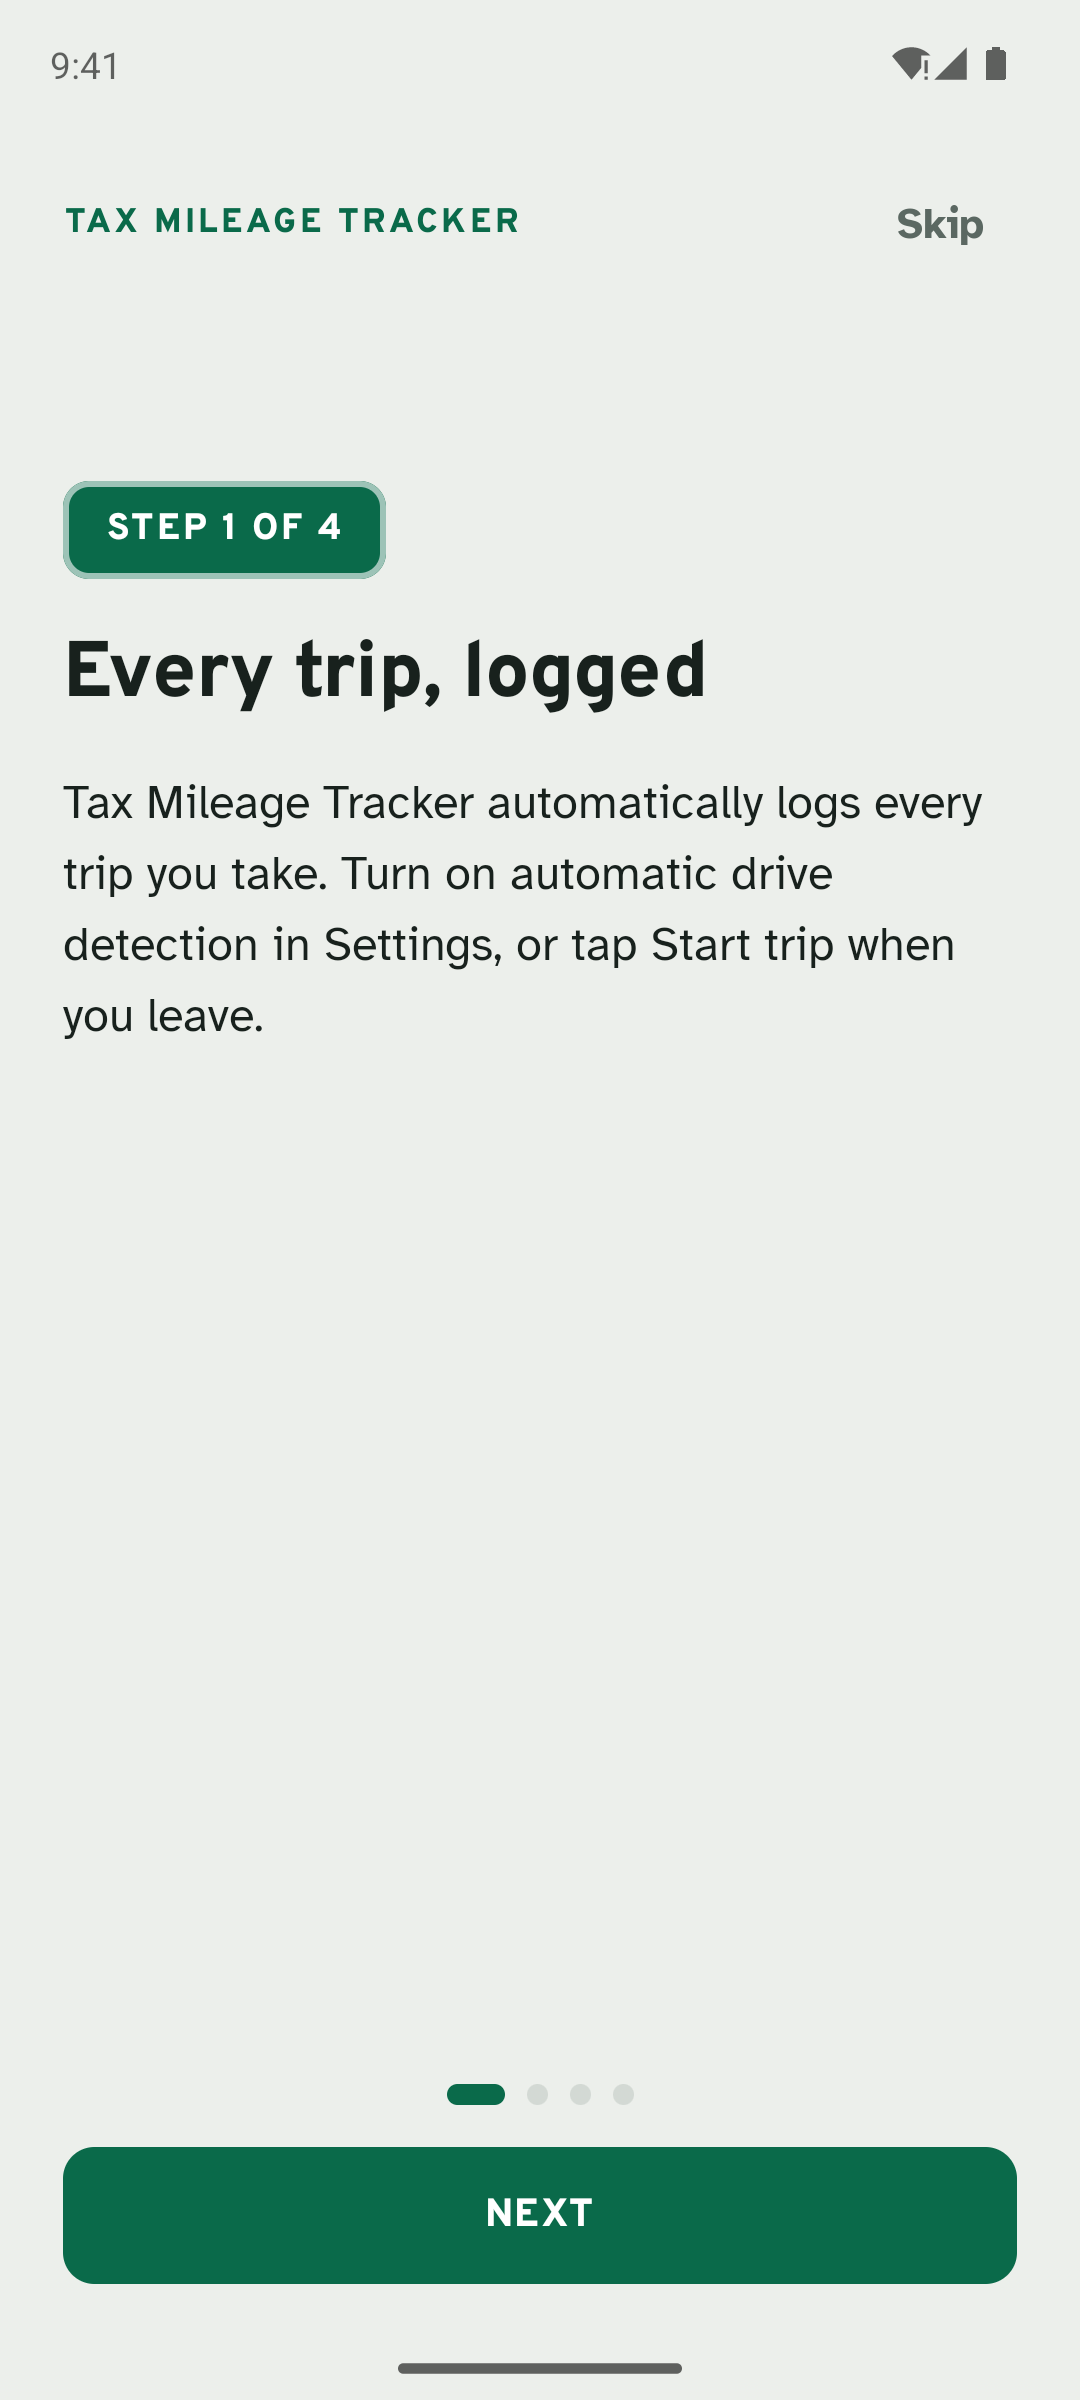 9:41
TAX MILEAGE TRACKER
Skip
STEP 1 OF 4
Every trip, logged
Tax Mileage Tracker automatically logs every
trip you take. Turn on automatic drive
detection in Settings, or tap Start trip when
you leave.
NEXT